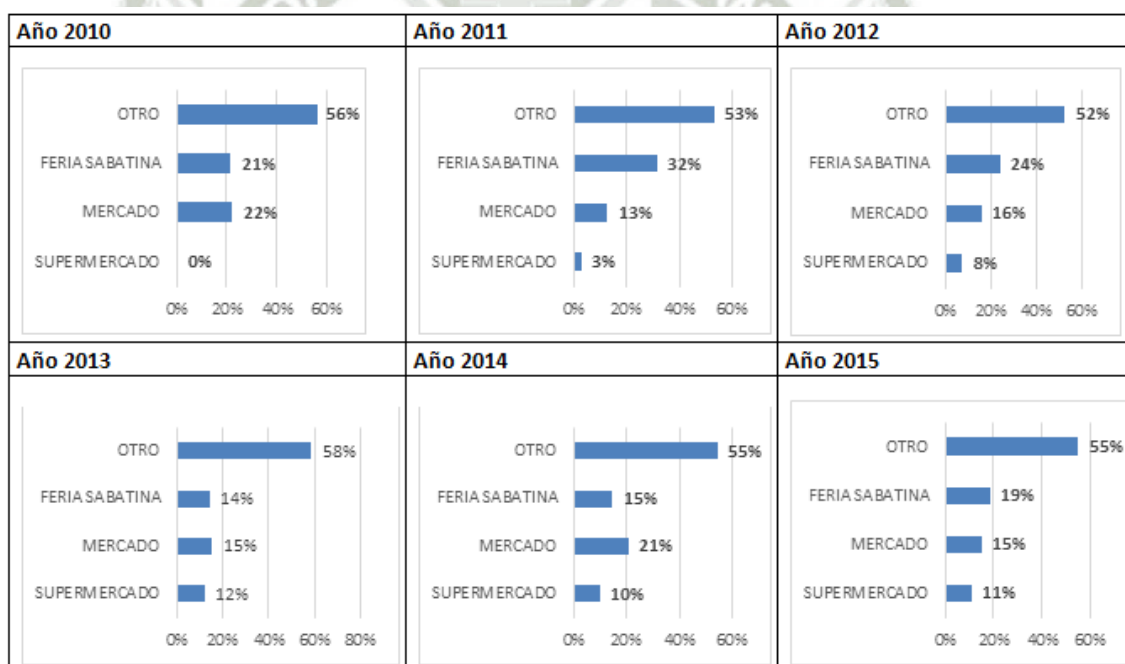 Año 2010
OTRO 56%
FERIA SABATINA 21%
MERCADO 22%
SUPERMERCADO 0%
0% 20% 40% 60%
Año 2011
OTRO 53%
FERIA SABATINA 32%
MERCADO 13%
SUPERMERCADO 3%
0% 20% 40% 60%
Año 2012
OTRO 52%
FERIA SABATINA 24%
MERCADO 16%
SUPERMERCADO 8%
0% 20% 40% 60%
Año 2013
OTRO 58%
FERIA SABATINA 14%
MERCADO 15%
SUPERMERCADO 12%
0% 20% 40% 60% 80%
Año 2014
OTRO 55%
FERIA SABATINA 15%
MERCADO 21%
SUPERMERCADO 10%
0% 20% 40% 60%
Año 2015
OTRO 55%
FERIA SABATINA 19%
MERCADO 15%
SUPERMERCADO 11%
0% 20% 40% 60%